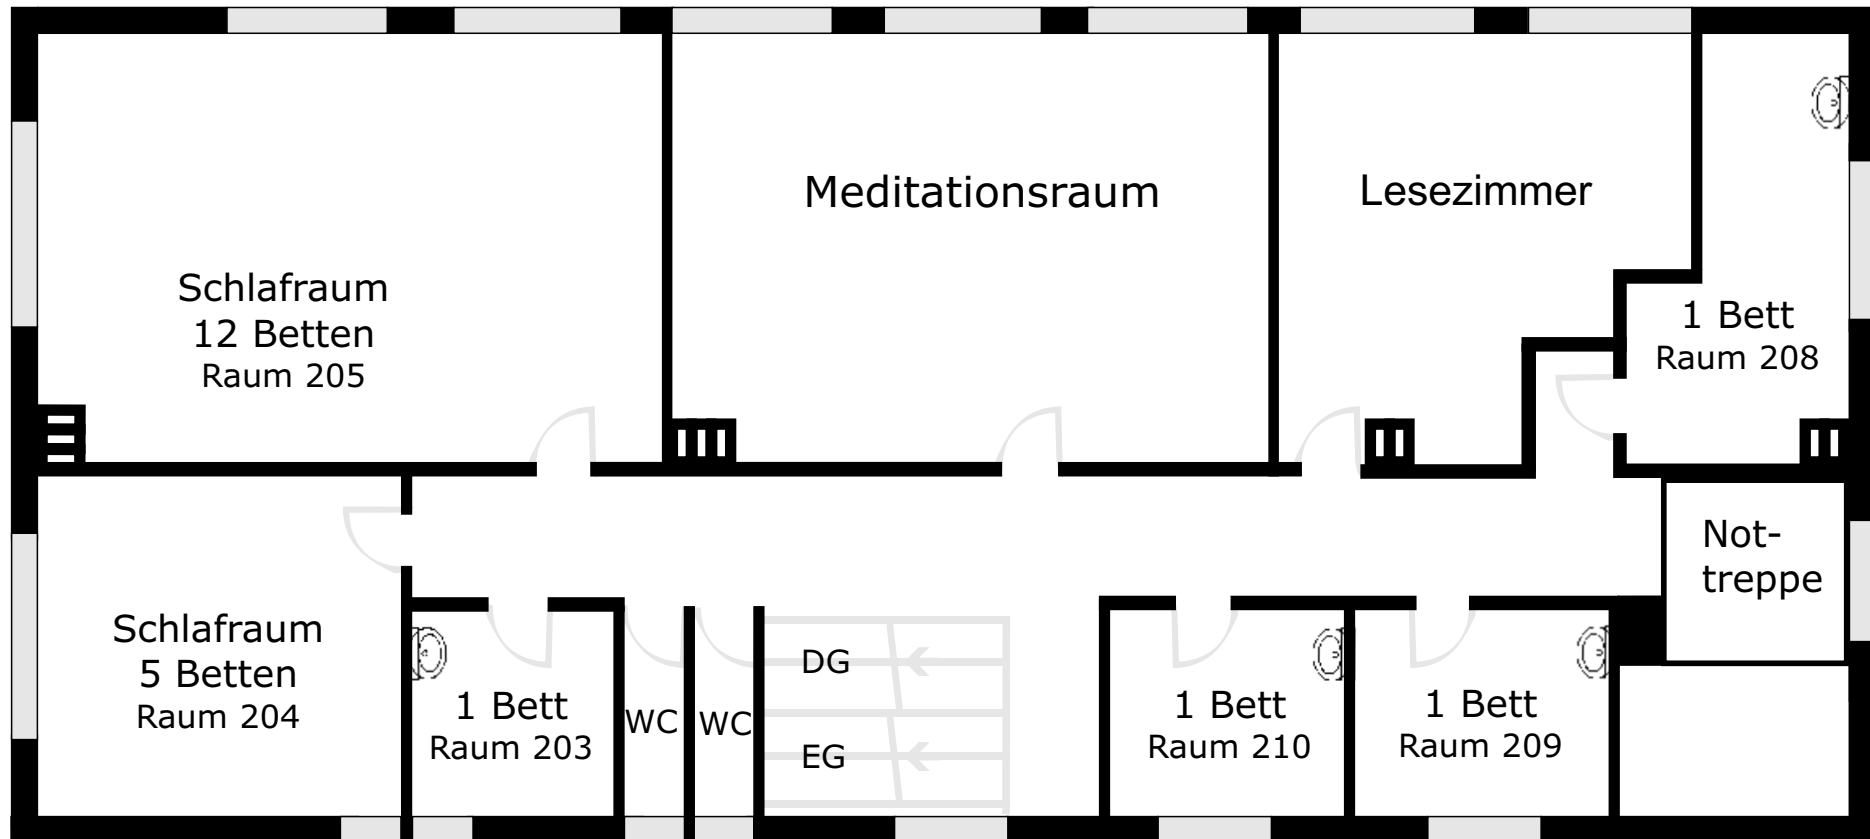 Meditationsraum
Lesezimmer
Schlafraum
12 Betten
Raum 205
1 Bett
Raum 208
Not-
treppe
Schlafraum
5 Betten
Raum 204
1 Bett
Raum 203
WC
WC
DG
EG
1 Bett
Raum 210
1 Bett
Raum 209